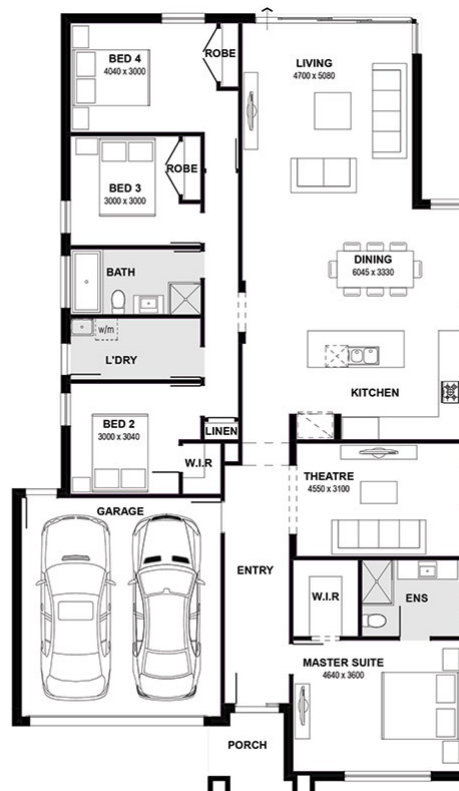 BED 4
4040 x 3000
ROBE
LIVING
4700 x 5080
BED 3
3000 x 3000
ROBE
DINING
6045 x 3330
BATH
w/m
L'DRY
KITCHEN
BED 2
3000 x 3040
LINEN
W.I.R
THEATRE
4550 x 3100
GARAGE
ENTRY
W.I.R
ENS
MASTER SUITE
4640 x 3600
PORCH